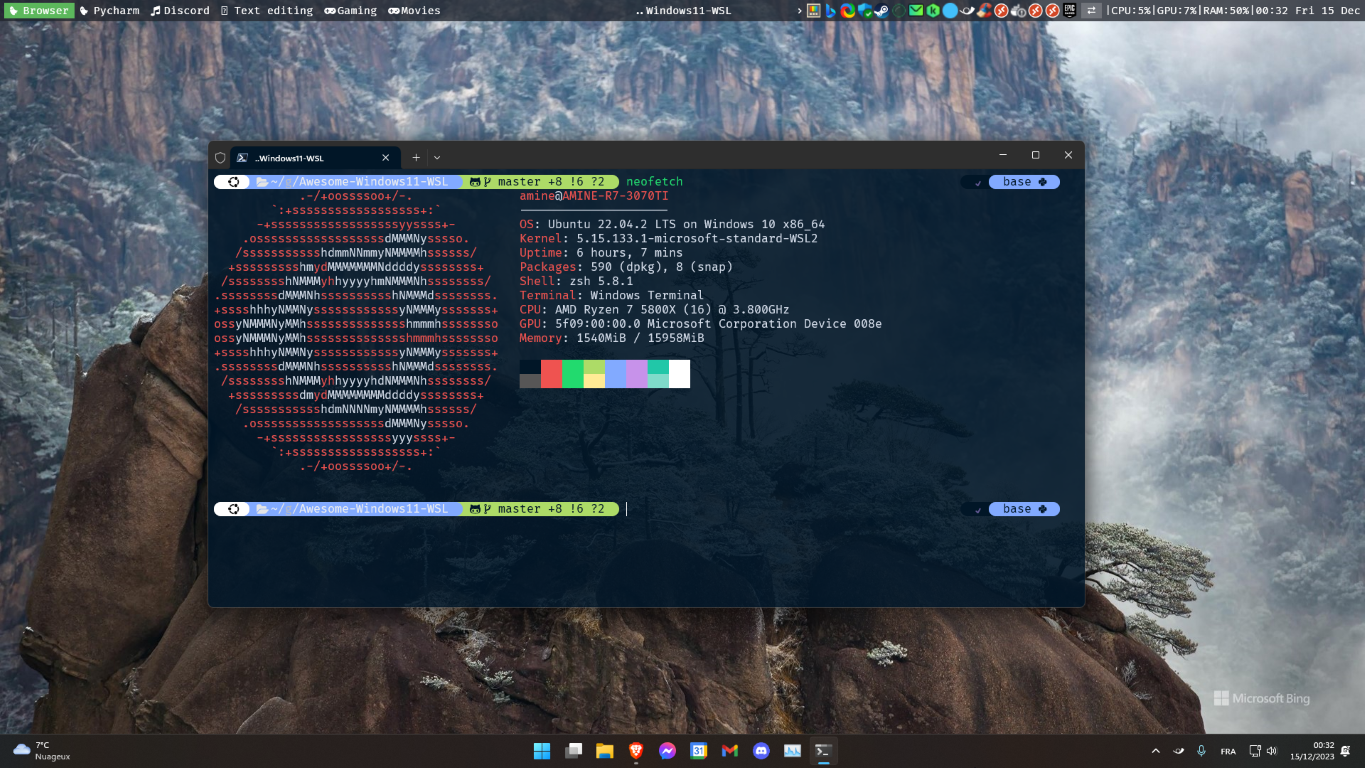 Browser Pycharm Discord Text editing Gaming Movies ..Windows11-WSL |CPU:5%|GPU:7%|RAM:50%|00:32 Fri 15 Dec
..Windows11-WSL
~/@/Awesome-Windows11-WSL master +8 !6 ?2 neofetch base
.-/+oossssoo+/-. amine@AMINE-R7-3070TI
`:+ssssssssssssssssss+:` ---------------------
-+ssssssssssssssssssyyssss+- OS: Ubuntu 22.04.2 LTS on Windows 10 x86_64
.ossssssssssssssssssdMMMNysssso. Kernel: 5.15.133.1-microsoft-standard-WSL2
/ssssssssssshdmmNNmmyNMMMMhssssss/ Uptime: 6 hours, 7 mins
+ssssssssshmydMMMMMMMNddddyssssssss+ Packages: 590 (dpkg), 8 (snap)
/sssssssshNMMMyhhyyyyhmNMMMNhssssssss/ Shell: zsh 5.8.1
.ssssssssdMMMNhsssssssssshNMMMdssssssss. Terminal: Windows Terminal
+sssshhhyNMMNyssssssssssssyNMMMysssssss+ CPU: AMD Ryzen 7 5800X (16) @ 3.800GHz
ossyNMMMNyMMhsssssssssssssshmmmhssssssso GPU: 5f09:00:00.0 Microsoft Corporation Device 008e
ossyNMMMNyMMhsssssssssssssshmmmhssssssso Memory: 1540MiB / 15958MiB
+sssshhhyNMMNyssssssssssssyNMMMysssssss+
.ssssssssdMMMNhsssssssssshNMMMdssssssss.
/sssssssshNMMMyhhyyyyhdNMMMNhssssssss/
+sssssssssdmydMMMMMMMMddddyssssssss+
/ssssssssssshdmNNNNmyNMMMMhssssss/
.ossssssssssssssssssdMMMNysssso.
-+sssssssssssssssssyyyssss+-
`:+ssssssssssssssssss+:`
.-/+oossssoo+/-.
~/@/Awesome-Windows11-WSL master +8 !6 ?2 base
Microsoft Bing
7°C
Nuageux
31
FRA
00:32
15/12/2023